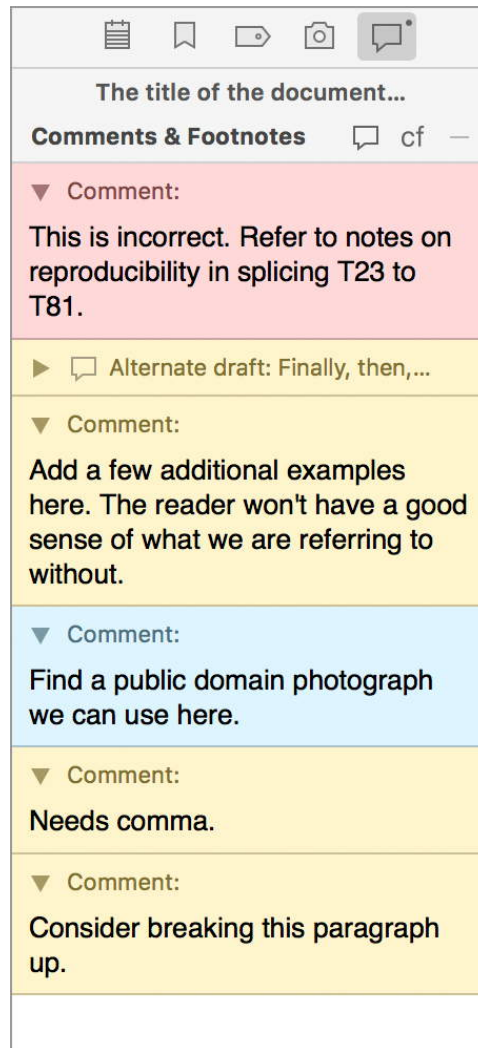 The title of the document...
Comments & Footnotes cf
Comment:
This is incorrect. Refer to notes on
reproducibility in splicing T23 to
T81.
Alternate draft: Finally, then,...
Comment:
Add a few additional examples
here. The reader won't have a good
sense of what we are referring to
without.
Comment:
Find a public domain photograph
we can use here.
Comment:
Needs comma.
Comment:
Consider breaking this paragraph
up.